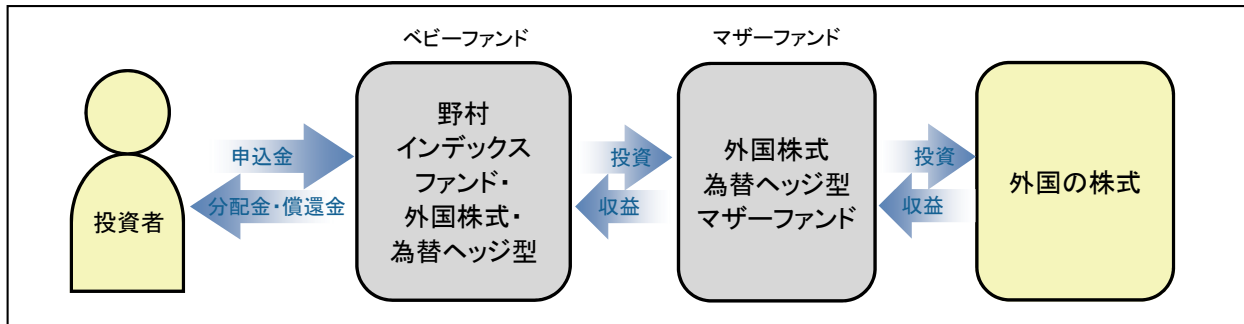 ベビーファンド
マザーファンド
投資者
申込金
分配金・償還金
野村
インデックス
ファンド・
外国株式・
為替ヘッジ型
投資
収益
外国株式
為替ヘッジ型
マザーファンド
投資
収益
外国の株式